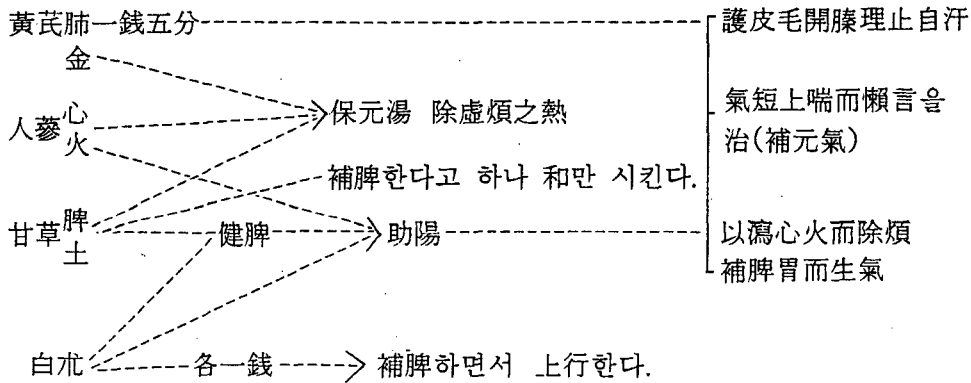 黃芪肺一銭五分
金
護皮毛開腠理止自汗
人蔘心
火
保元湯 除虛煩之熱
氣短上喘而懶言을
治(補元氣)
補脾한다고 하나 和만 시킨다.
甘草脾
土
健脾
助陽
以瀉心火而除煩
補脾胃而生氣
白朮
各一銭
補脾하면서 上行한다.